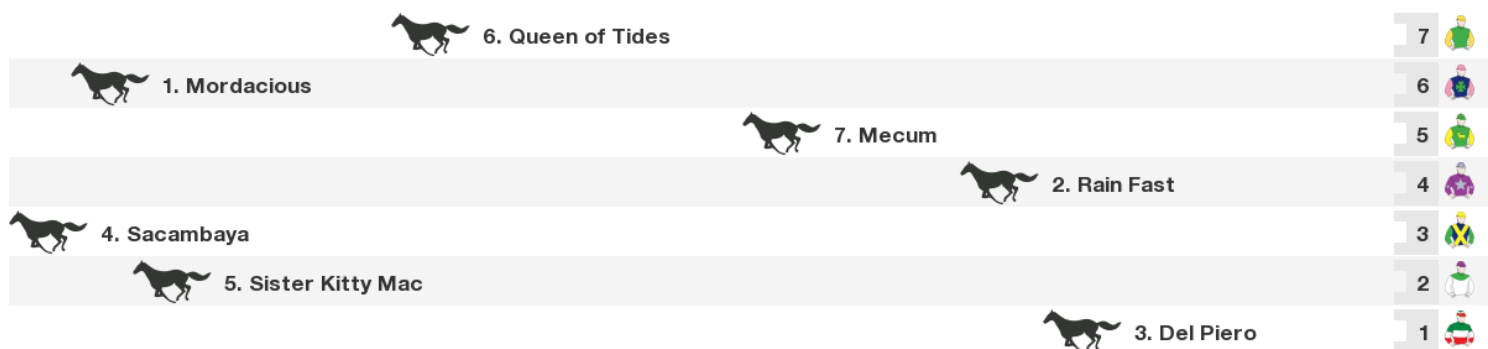 6. Queen of Tides 7
1. Mordacious 6
7. Mecum 5
2. Rain Fast 4
4. Sacambaya 3
5. Sister Kitty Mac 2
3. Del Piero 1